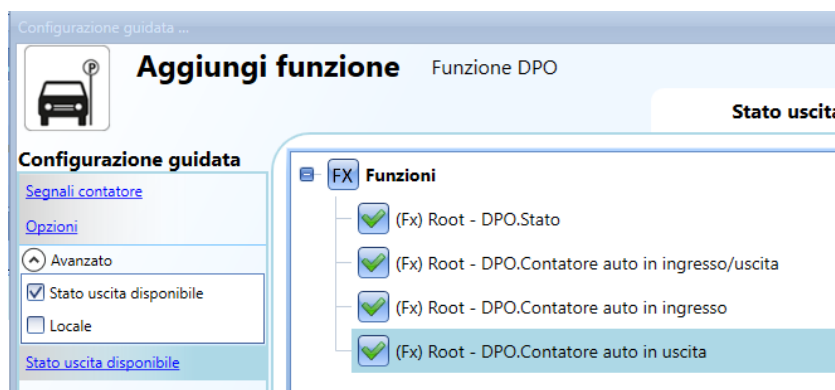 Configurazione guidata ...
Aggiungi funzione
Funzione DPO
Stato uscita
Configurazione guidata
Segnali contatore
Opzioni
Avanzato
Stato uscita disponibile
Locale
Stato uscita disponibile
FX Funzioni
(Fx) Root - DPO.Stato
(Fx) Root - DPO.Contatore auto in ingresso/uscita
(Fx) Root - DPO.Contatore auto in ingresso
(Fx) Root - DPO.Contatore auto in uscita